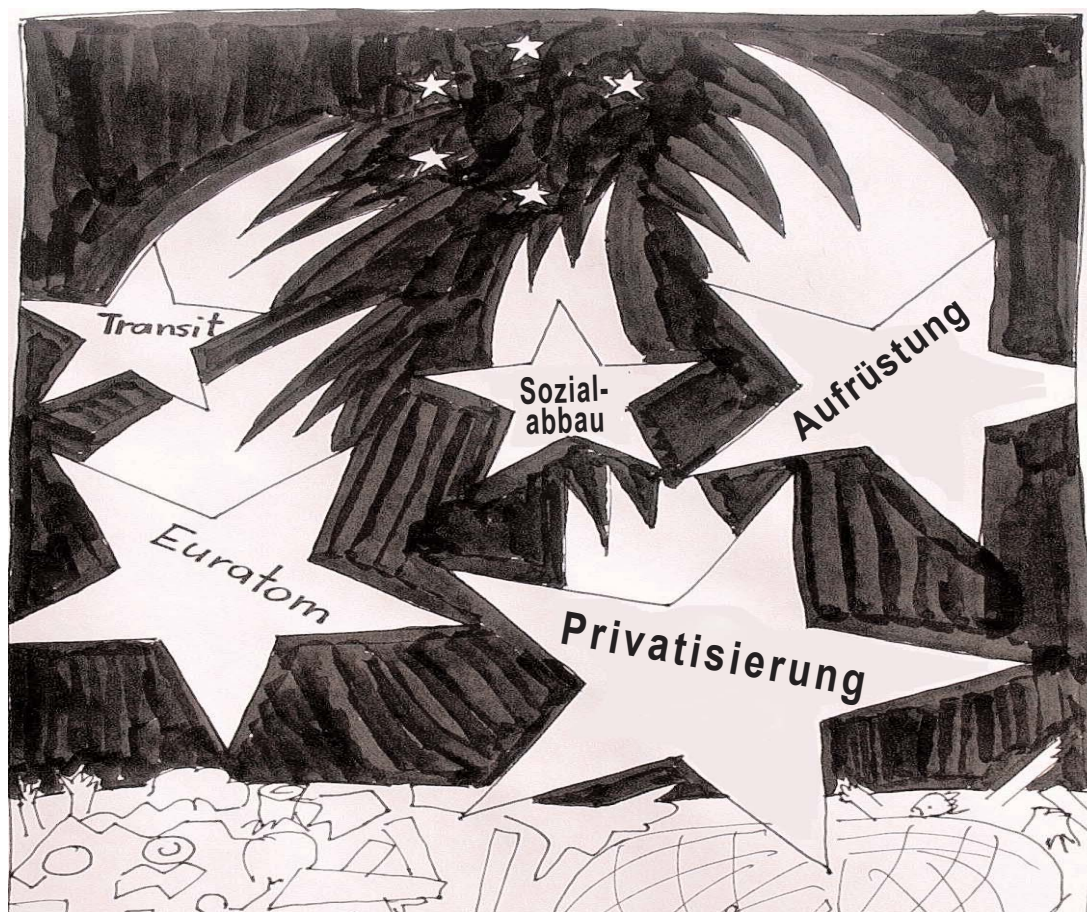 Transit
Sozial-
abbau
Aufrüstung
Euratom
Privatisierung